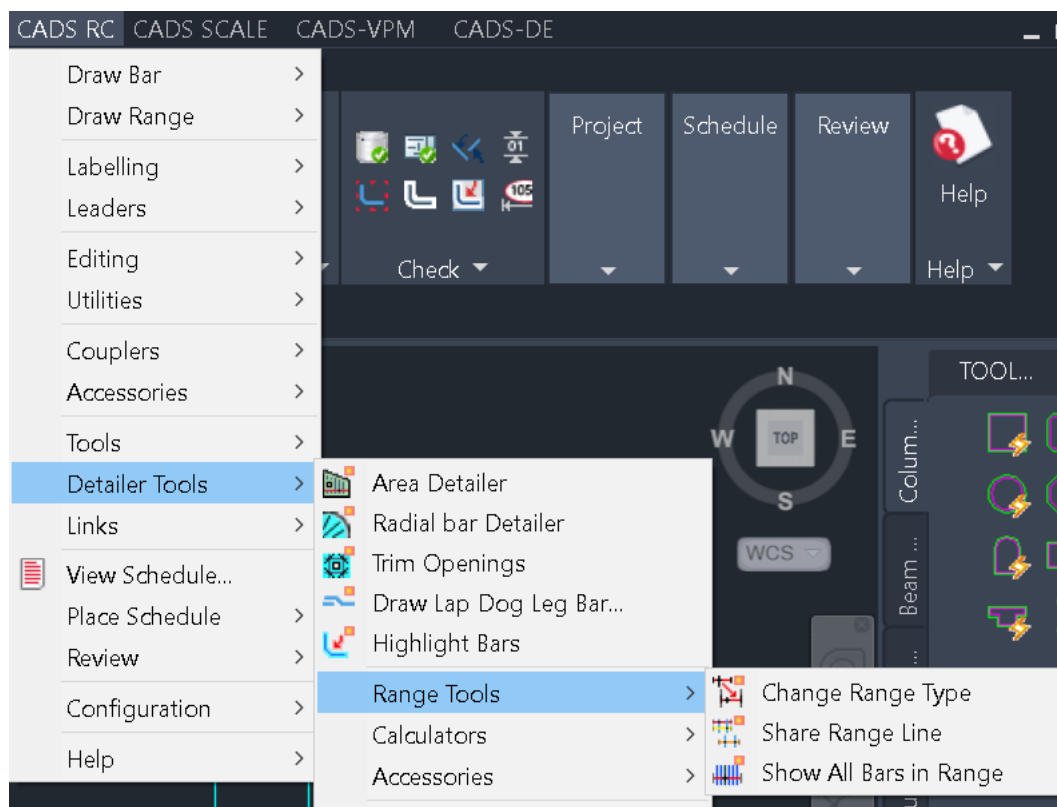 CADS RC CADS SCALE CADS-VPM CADS-DE
Draw Bar
Draw Range
Labelling
Leaders
Editing
Utilities
Couplers
Accessories
Tools
Detailer Tools
Links
View Schedule...
Place Schedule
Review
Configuration
Help
Area Detailer
Radial bar Detailer
Trim Openings
Draw Lap Dog Leg Bar...
Highlight Bars
Range Tools
Calculators
Accessories
Change Range Type
Share Range Line
Show All Bars in Range
01
105
Check
Project
Schedule
Review
Help
Help
N
W TOP E
S
WCS
TOOL...
Colum...
Beam ...